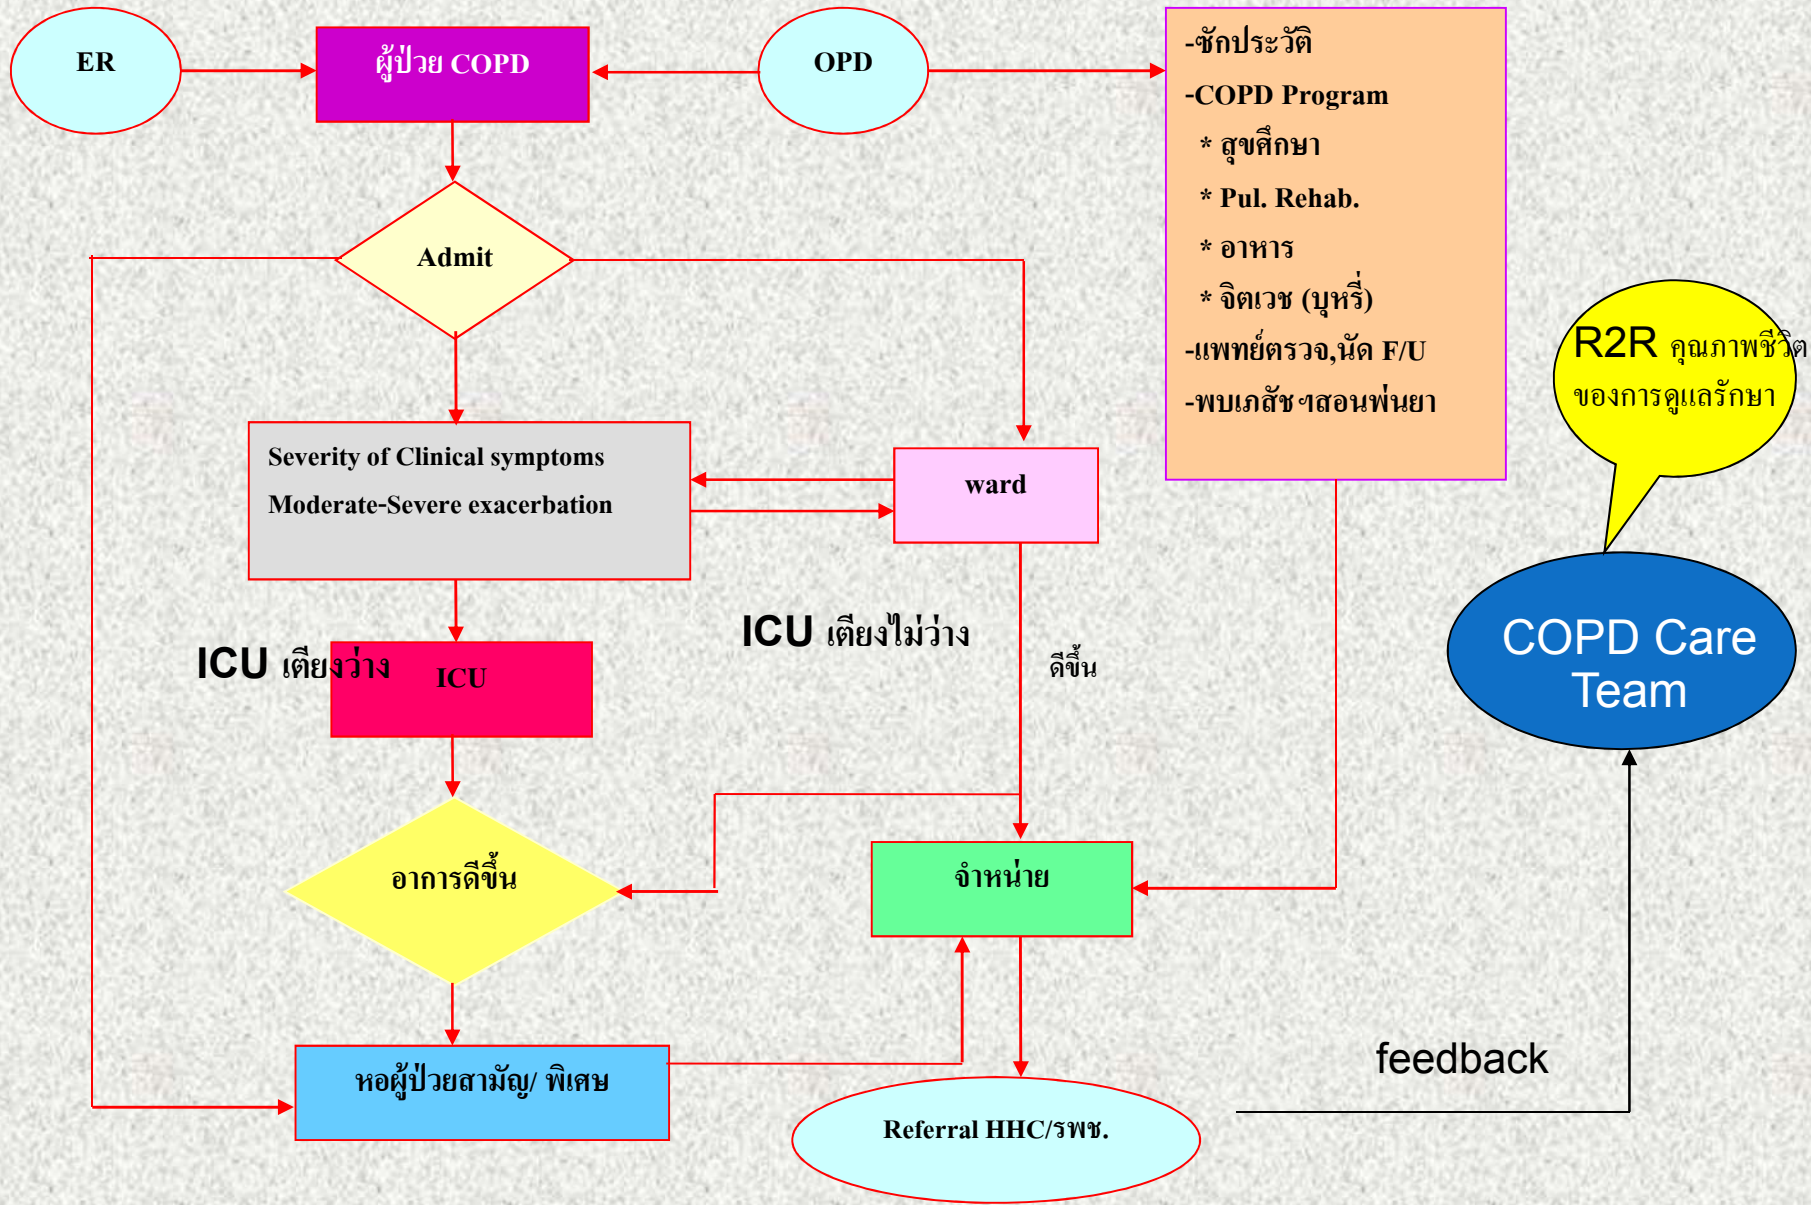 ER
ผู้ป่วย COPD
OPD
-ซักประวัติ
-COPD Program
* สุขศึกษา
* Pul. Rehab.
* อาหาร
* จิตเวช (บุหรี่)
-แพทย์ตรวจ,นัด F/U
-พบเภสัชฯสอนพ่นยา
Admit
R2R คุณภาพชีวิต
ของการดูแลรักษา
Severity of Clinical symptoms
Moderate-Severe exacerbation
ward
ICU เตียงว่าง
ICU
ICU เตียงไม่ว่าง
ดีขึ้น
COPD Care
Team
อาการดีขึ้น
จำหน่าย
หอผู้ป่วยสามัญ/ พิเศษ
Referral HHC/รพช.
feedback